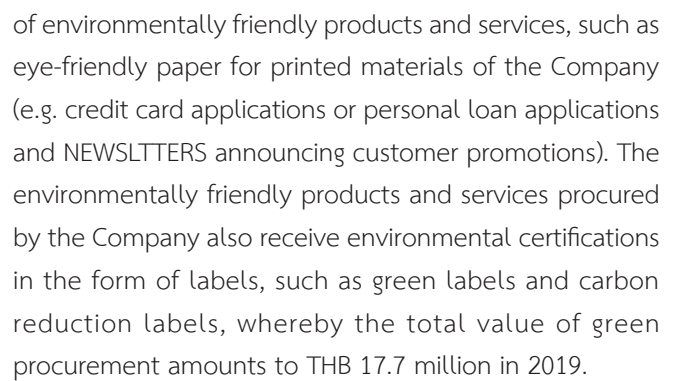 of environmentally friendly products and services, such as
eye-friendly paper for printed materials of the Company
(e.g. credit card applications or personal loan applications
and NEWSLTTERS announcing customer promotions). The
environmentally friendly products and services procured
by the Company also receive environmental certifications
in the form of labels, such as green labels and carbon
reduction labels, whereby the total value of green
procurement amounts to THB 17.7 million in 2019.